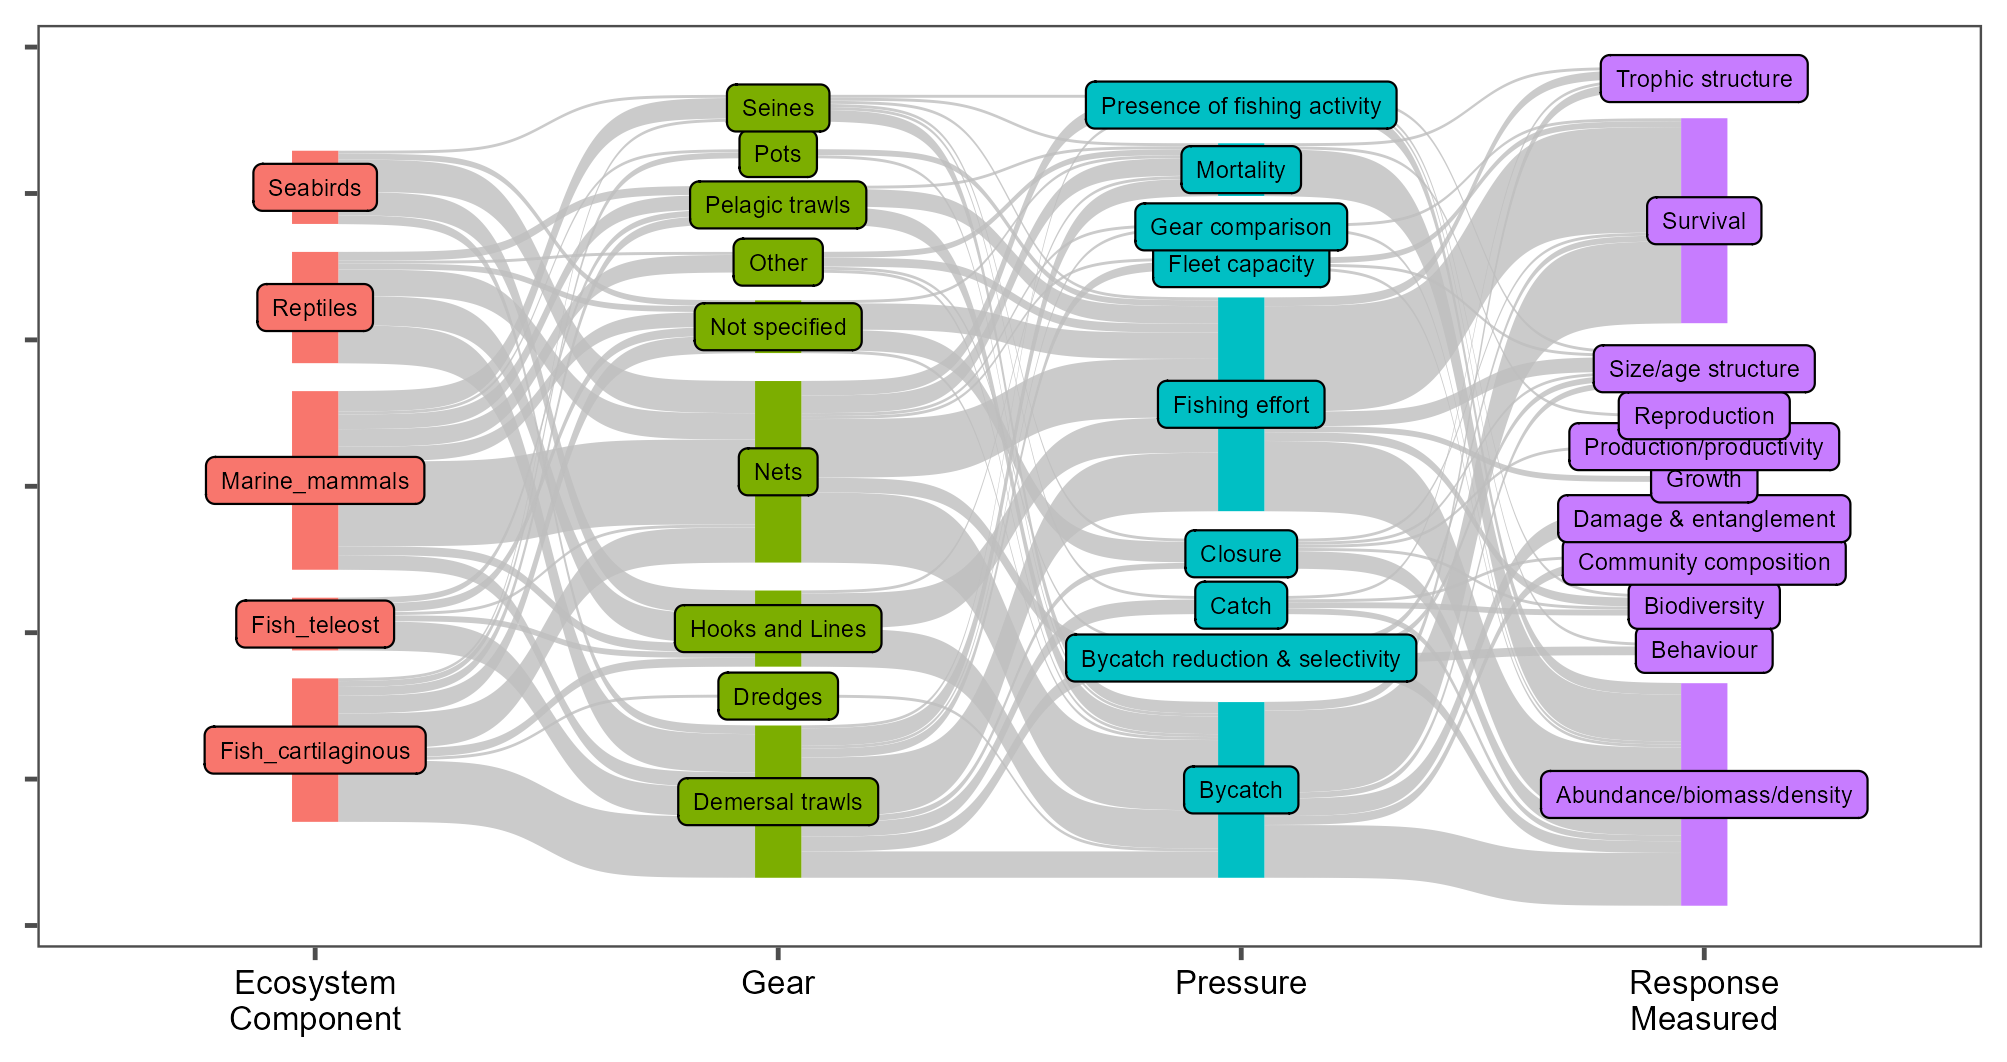 Seabirds
Reptiles
Marine_mammals
Fish_teleost
Fish_cartilaginous
Seines
Pots
Pelagic trawls
Other
Not specified
Nets
Hooks and Lines
Dredges
Demersal trawls
Presence of fishing activity
Mortality
Gear comparison
Fleet capacity
Fishing effort
Closure
Catch
Bycatch reduction & selectivity
Bycatch
Trophic structure
Survival
Size/age structure
Reproduction
Production/productivity
Growth
Damage & entanglement
Community composition
Biodiversity
Behaviour
Abundance/biomass/density
Ecosystem
Component
Gear
Pressure
Response
Measured